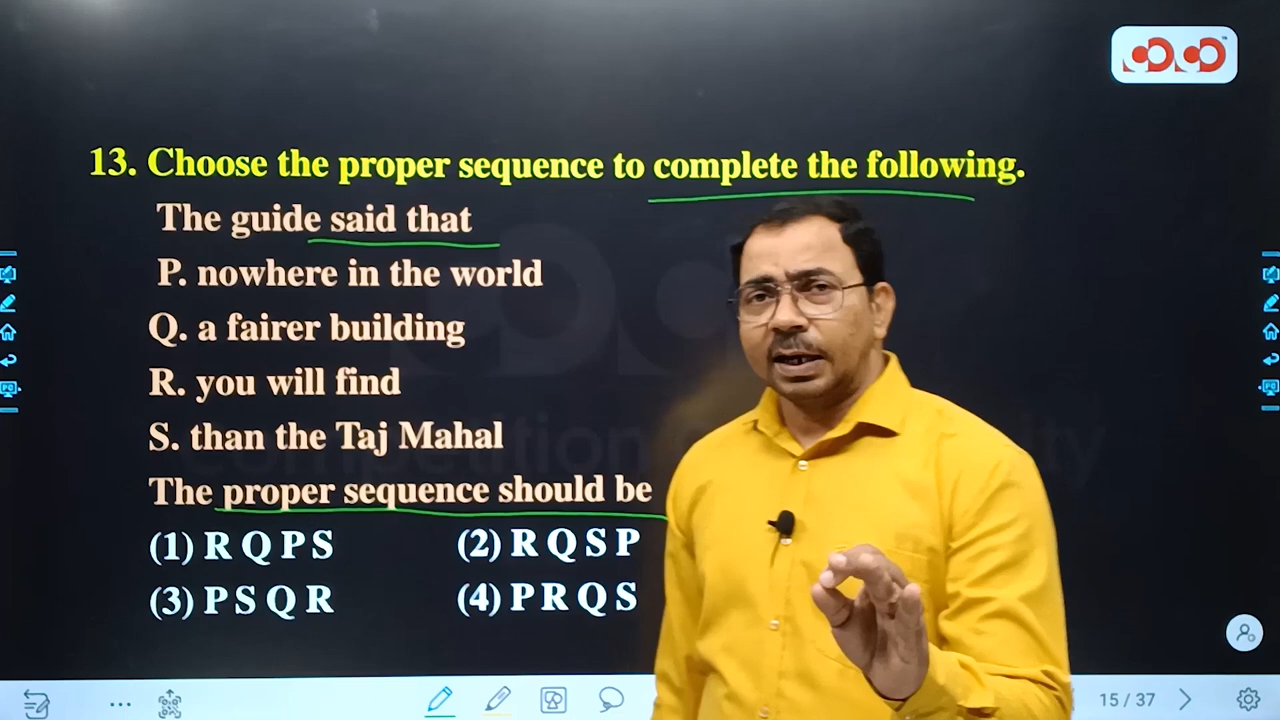 13. Choose the proper sequence to complete the following.
The guide said that
P. nowhere in the world
Q. a fairer building
R. you will find
S. than the Taj Mahal
The proper sequence should be
(1) R Q P S (2) R Q S P
(3) P S Q R (4) P R Q S
15 / 37